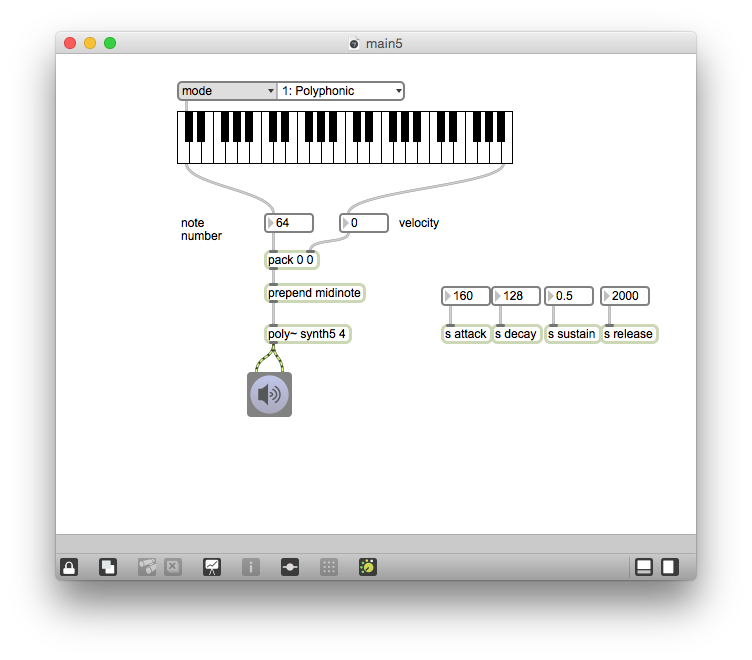 main5
mode 1: Polyphonic
note
number
64
0
velocity
pack 0 0
prepend midinote
160
128
0.5
2000
poly~ synth5 4
s attack
s decay
s sustain
s release